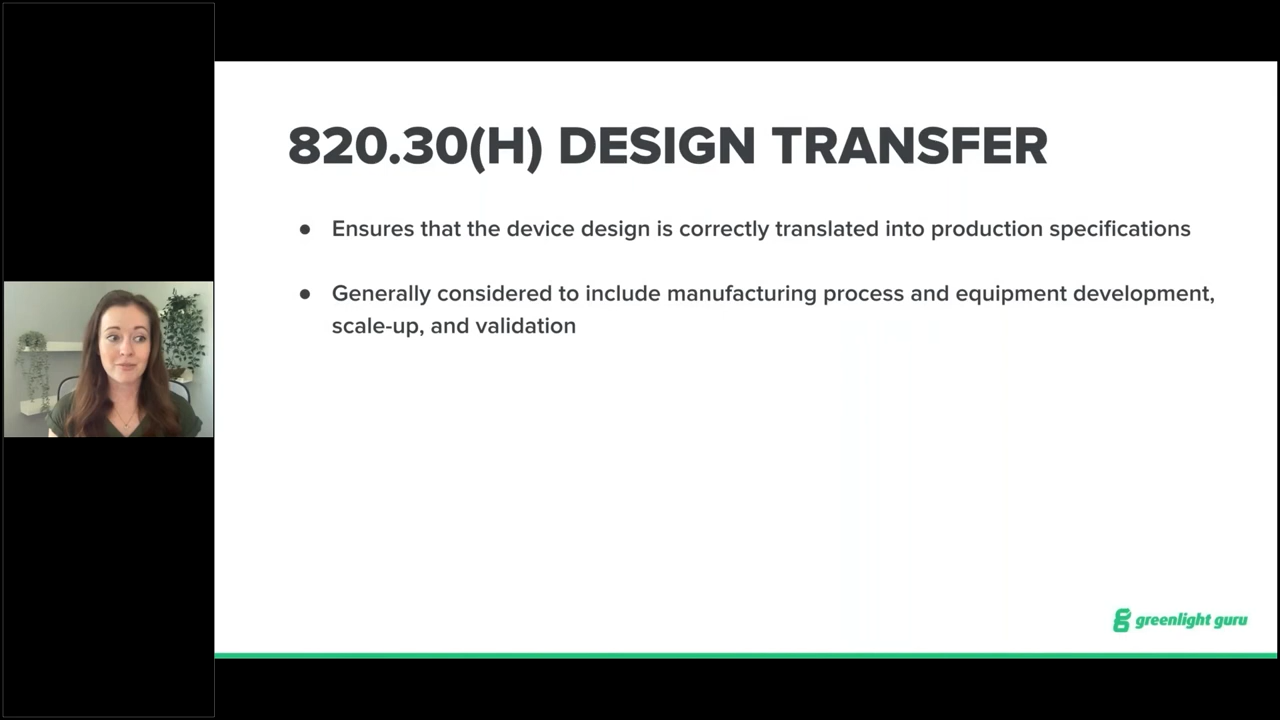 820.30(H) DESIGN TRANSFER
● Ensures that the device design is correctly translated into production specifications
● Generally considered to include manufacturing process and equipment development,
scale-up, and validation
greenlight guru